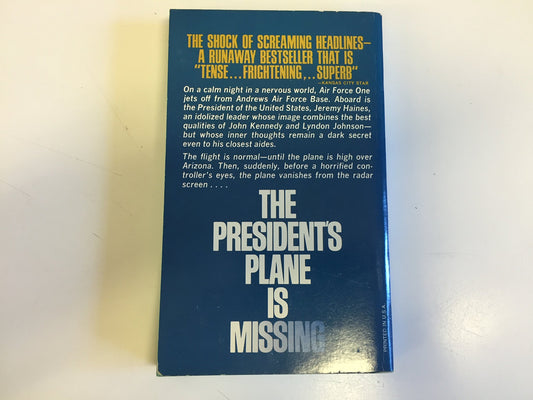 THE SHOCK OF SCREAMING HEADLINES—
A RUNAWAY BESTSELLER THAT IS
"TENSE...FRIGHTENING,...SUPERB"
—KANSAS CITY STAR
On a calm night in a nervous world, Air Force One
jets off from Andrews Air Force Base. Aboard is
the President of the United States, Jeremy Haines,
an idolized leader whose image combines the best
qualities of John Kennedy and Lyndon Johnson—
but whose inner thoughts remain a dark secret
even to his closest aides.
The flight is normal—until the plane is high over
Arizona. Then, suddenly, before a horrified con-
troller's eyes, the plane vanishes from the radar
screen . . . .
THE
PRESIDENT'S
PLANE
IS
MISSING
PRINTED IN U.S.A.